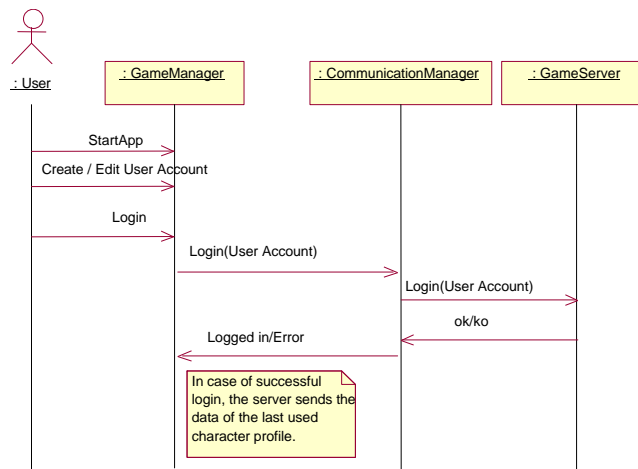 : User
: GameManager
: CommunicationManager
: GameServer
StartApp
Create / Edit User Account
Login
Login(User Account)
Login(User Account)
ok/ko
Logged in/Error
In case of successful
login, the server sends the
data of the last used
character profile.